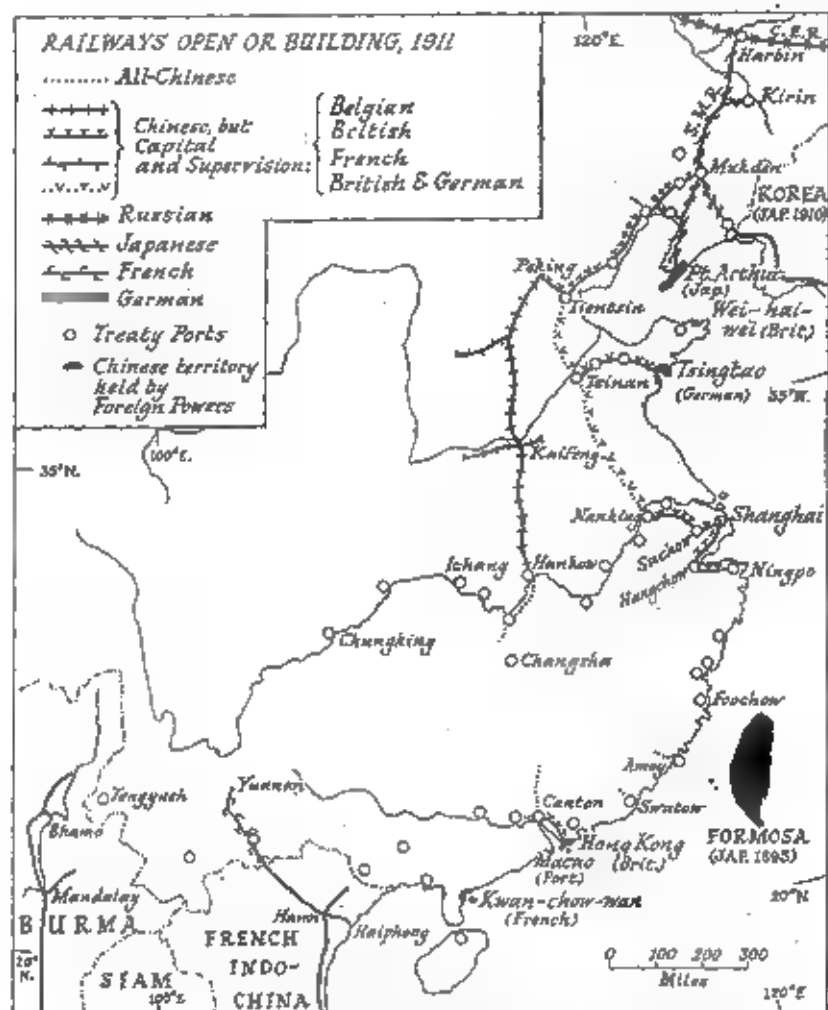 RAILWAYS OPEN OR BUILDING, 1911
All-Chinese
Chinese, but
Capital
and Supervision:
Belgian
British
French
British & German
Russian
Japanese
French
German
Treaty Ports
Chinese territory
held by
Foreign Powers
120°E.
C.E.R.
Harbin
Kirin
S.M.R.
Mukden
KOREA
(JAP. 1910)
Peking
Pt. Arthur
(Jap.)
Tientsin
Wei-hai-
wei (Brit.)
Tsinan
Tsingtao
(German)
35°N.
100°E.
35°N.
Kaifeng
Nanking
Shanghai
Suchow
Hangchow
Ningpo
Ichang
Hankow
Chungking
Changsha
Foochow
Amoy
Tengyueh
Yunnan
Canton
Swatow
Bhamo
Hong Kong
(Brit.)
Macao
(Port.)
FORMOSA
(JAP. 1895)
Mandalay
Hanoi
Kwan-chow-wan
(French)
20°N.
BURMA
Haiphong
FRENCH
INDO-
CHINA
20°
N.
SIAM
100°E.
0 100 200 300
Miles
120°E.